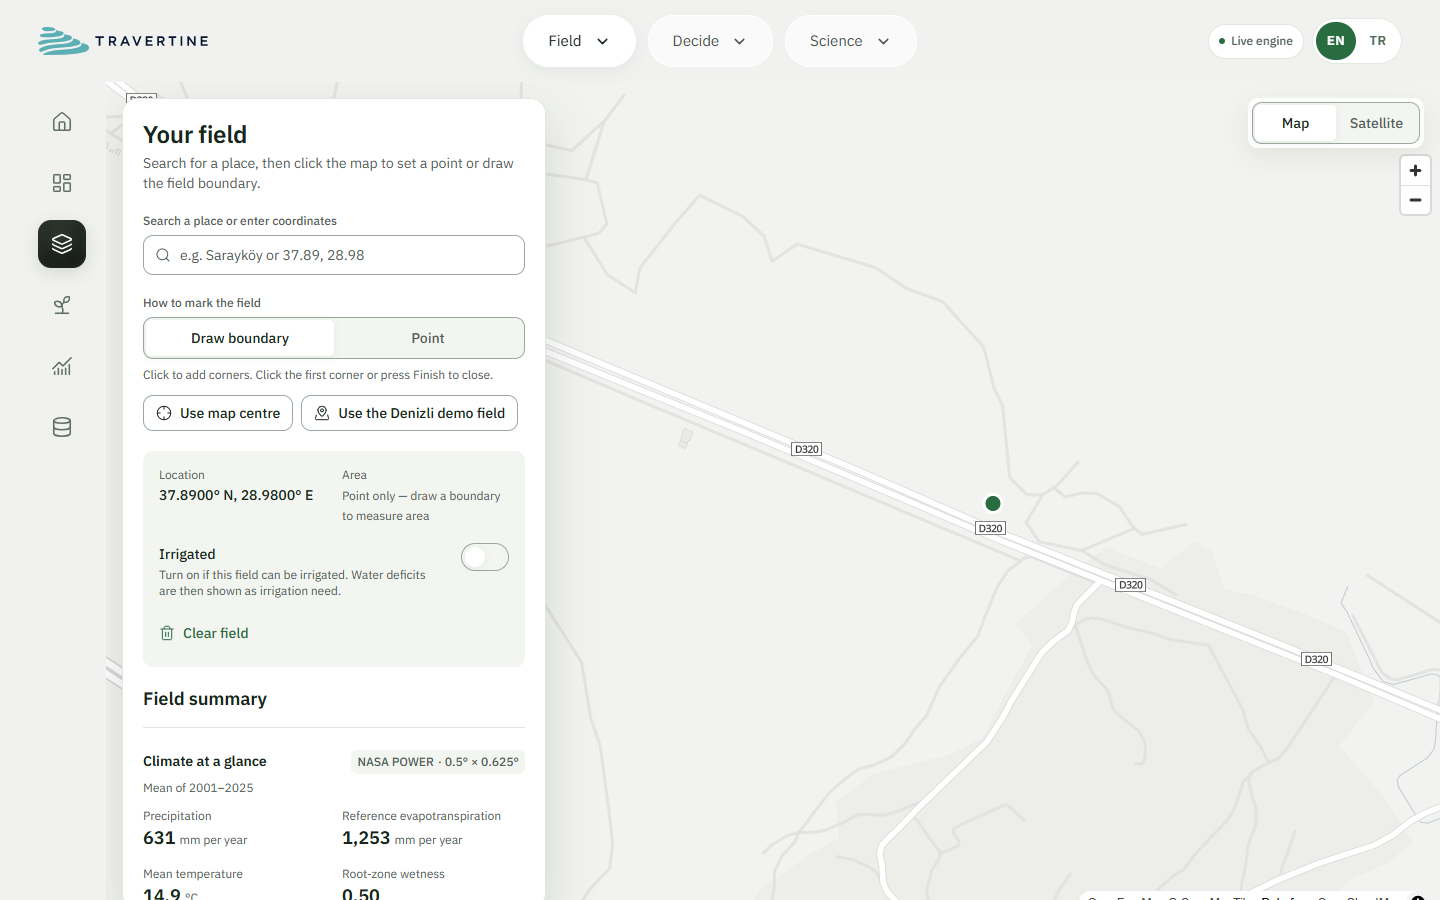 TRAVERTINE
Field
Decide
Science
Live engine
EN
TR
Your field
Search for a place, then click the map to set a point or draw
the field boundary.
Search a place or enter coordinates
e.g. Sarayköy or 37.89, 28.98
How to mark the field
Draw boundary
Point
Click to add corners. Click the first corner or press Finish to close.
Use map centre
Use the Denizli demo field
Location
37.8900° N, 28.9800° E
Area
Point only — draw a boundary
to measure area
Irrigated
Turn on if this field can be irrigated. Water deficits
are then shown as irrigation need.
Clear field
Field summary
Climate at a glance
NASA POWER · 0.5° × 0.625°
Mean of 2001–2025
Precipitation
631 mm per year
Reference evapotranspiration
1,253 mm per year
Mean temperature
14.9 °C
Root-zone wetness
0.50
Map
Satellite
+
−
D320
D320
D320
D320